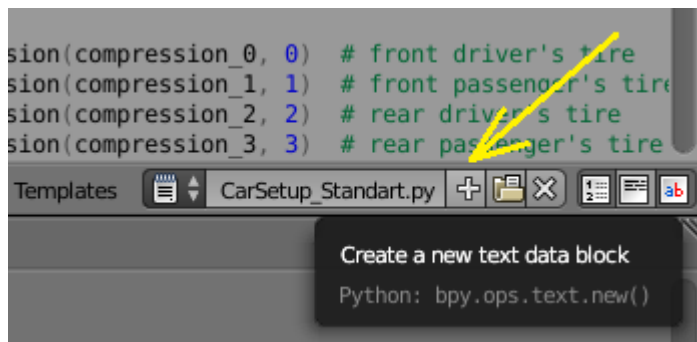 sion(compression_0, 0)  # front driver's tire
sion(compression_1, 1)  # front passenger's tire
sion(compression_2, 2)  # rear driver's tire
sion(compression_3, 3)  # rear passenger's tire
Templates CarSetup_Standart.py
Create a new text data block
Python: bpy.ops.text.new()